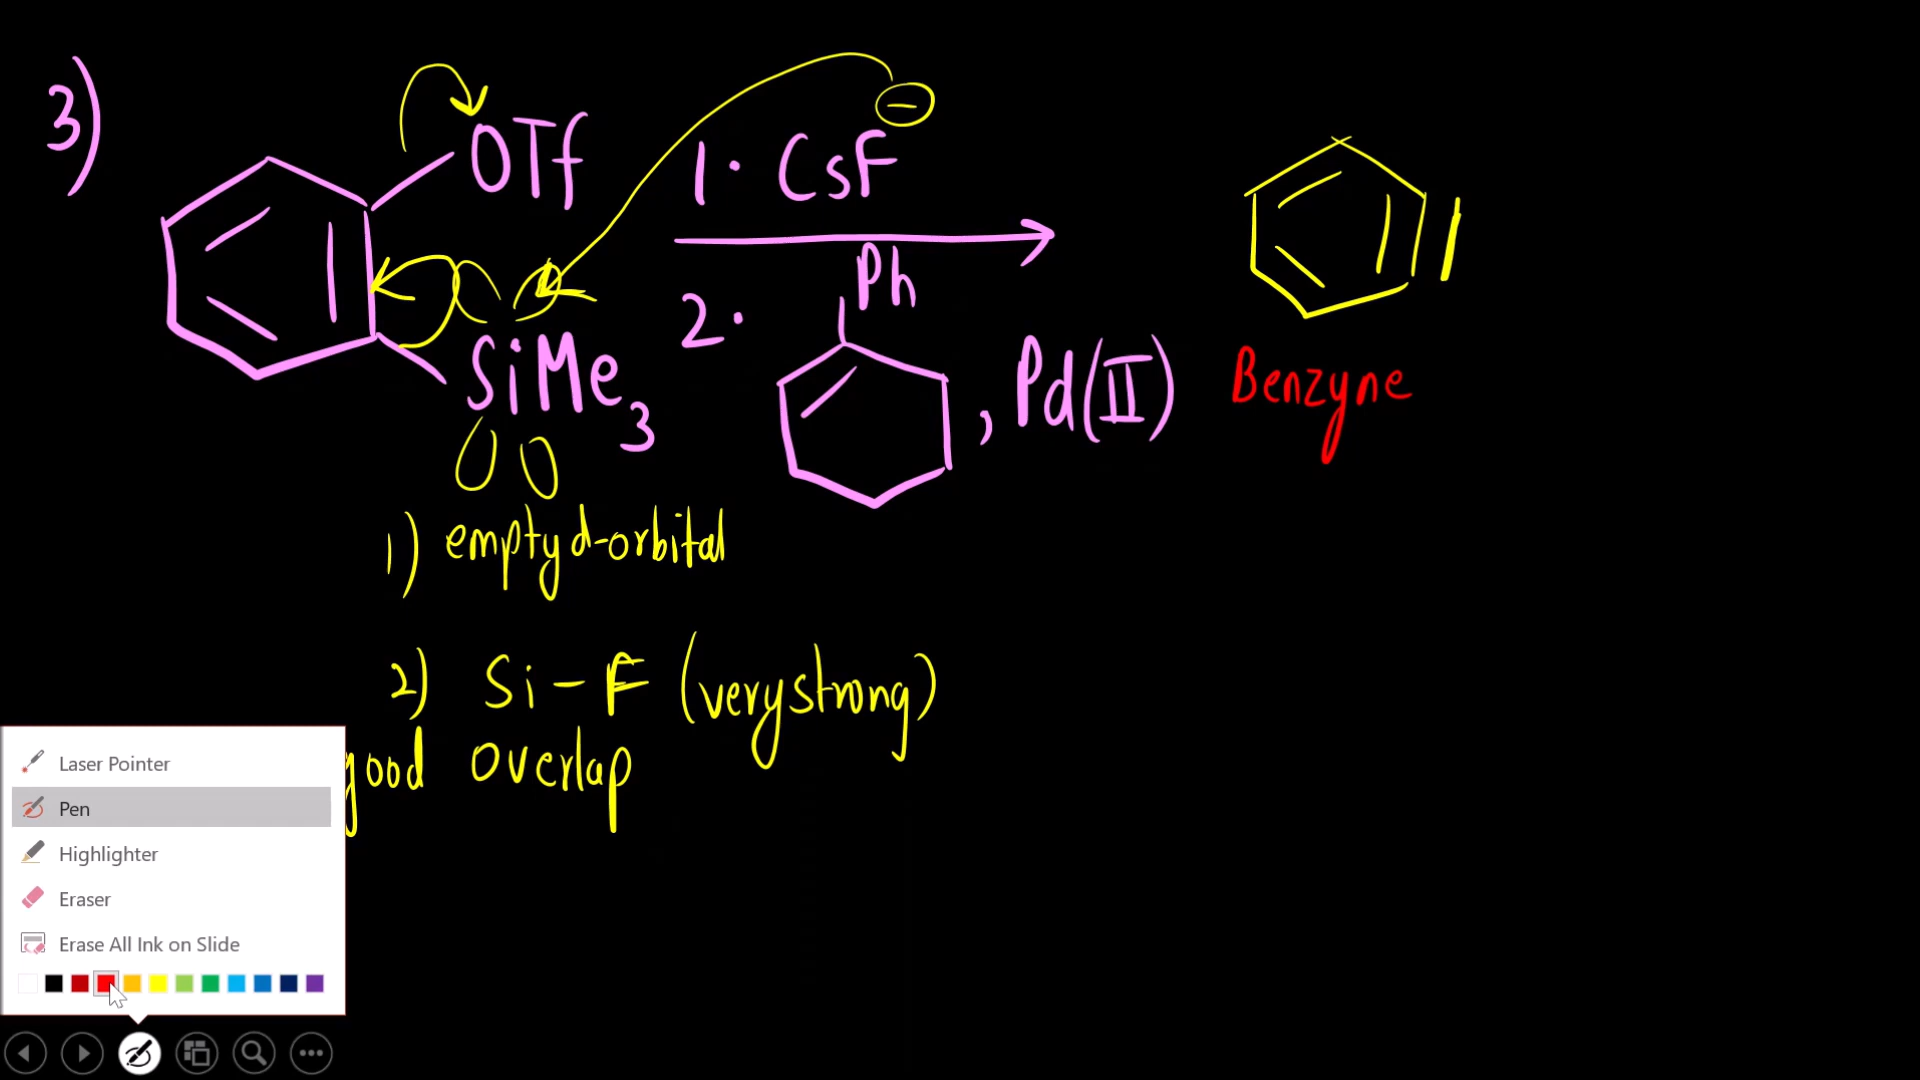 3)
OTf
SiMe3
1. CsF
−
2.
Ph
, Pd(II)
Benzyne
1) empty d-orbital
2) Si-F (very strong)
good overlap
Laser Pointer
Pen
Highlighter
Eraser
Erase All Ink on Slide